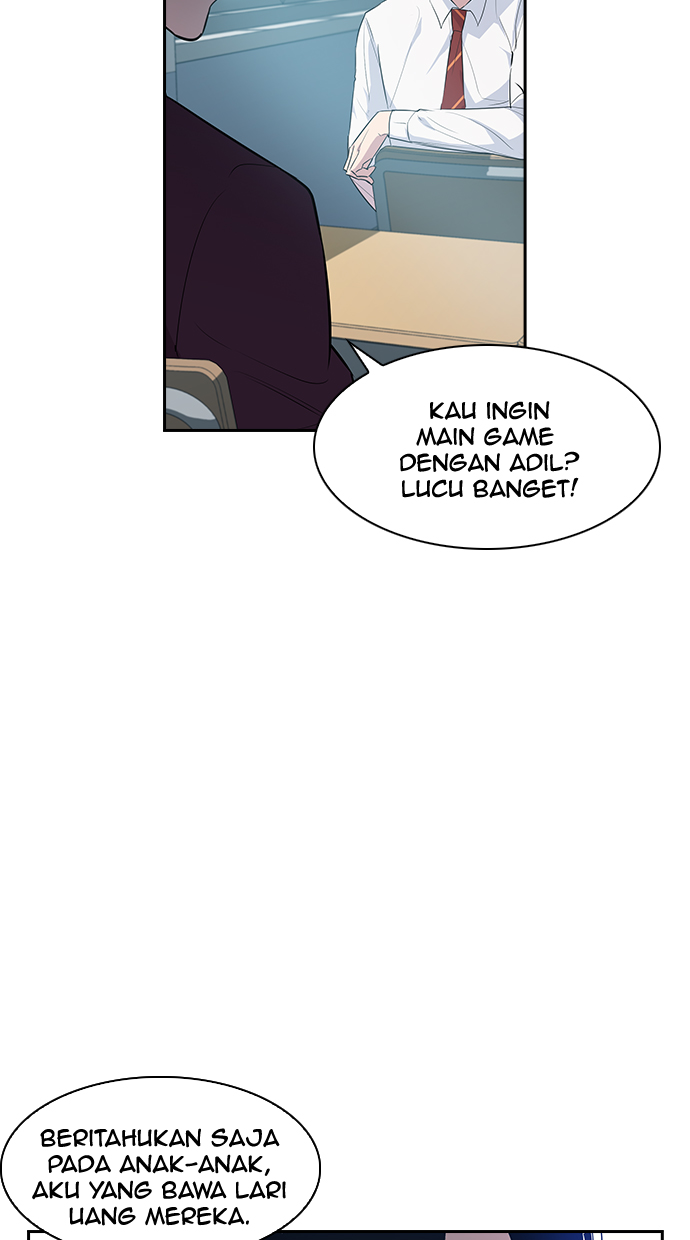 KAU INGIN
MAIN GAME
DENGAN ADIL?
LUCU BANGET!
BERITAHUKAN SAJA
PADA ANAK-ANAK,
AKU YANG BAWA LARI
UANG MEREKA.